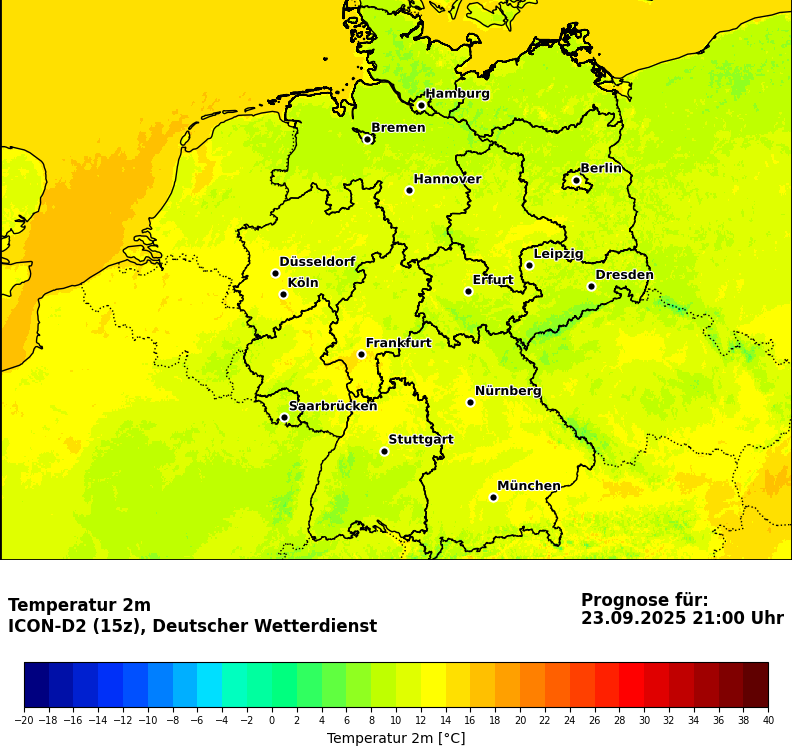 Hamburg
Bremen
Berlin
Hannover
Leipzig
Düsseldorf
Dresden
Köln
Erfurt
Frankfurt
Nürnberg
Saarbrücken
Stuttgart
München
Temperatur 2m
ICON-D2 (15z), Deutscher Wetterdienst
Prognose für:
23.09.2025 21:00 Uhr
−20 −18 −16 −14 −12 −10 −8 −6 −4 −2 0 2 4 6 8 10 12 14 16 18 20 22 24 26 28 30 32 34 36 38 40
Temperatur 2m [°C]